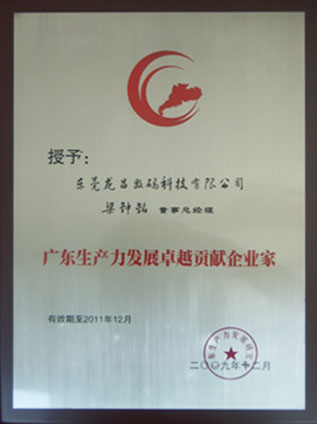 授予：
东莞龙昌数码科技有限公司
梁钟铭 董事总经理
广东生产力发展卓越贡献企业家
有效期至2011年12月
二〇〇九年十二月